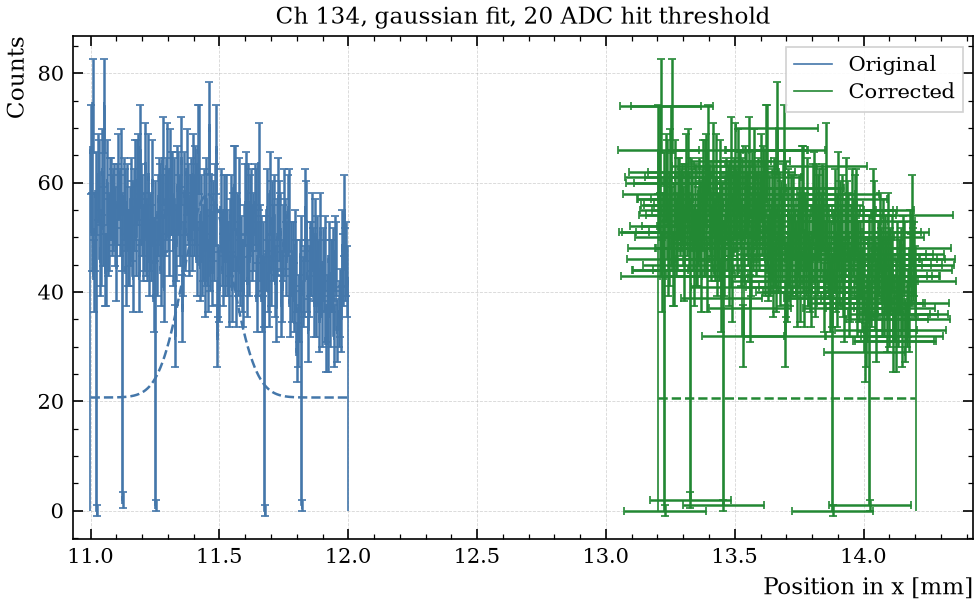 Ch 134, gaussian fit, 20 ADC hit threshold
Counts
80
60
40
20
0
Original
Corrected
11.0 11.5 12.0 12.5 13.0 13.5 14.0
Position in x [mm]